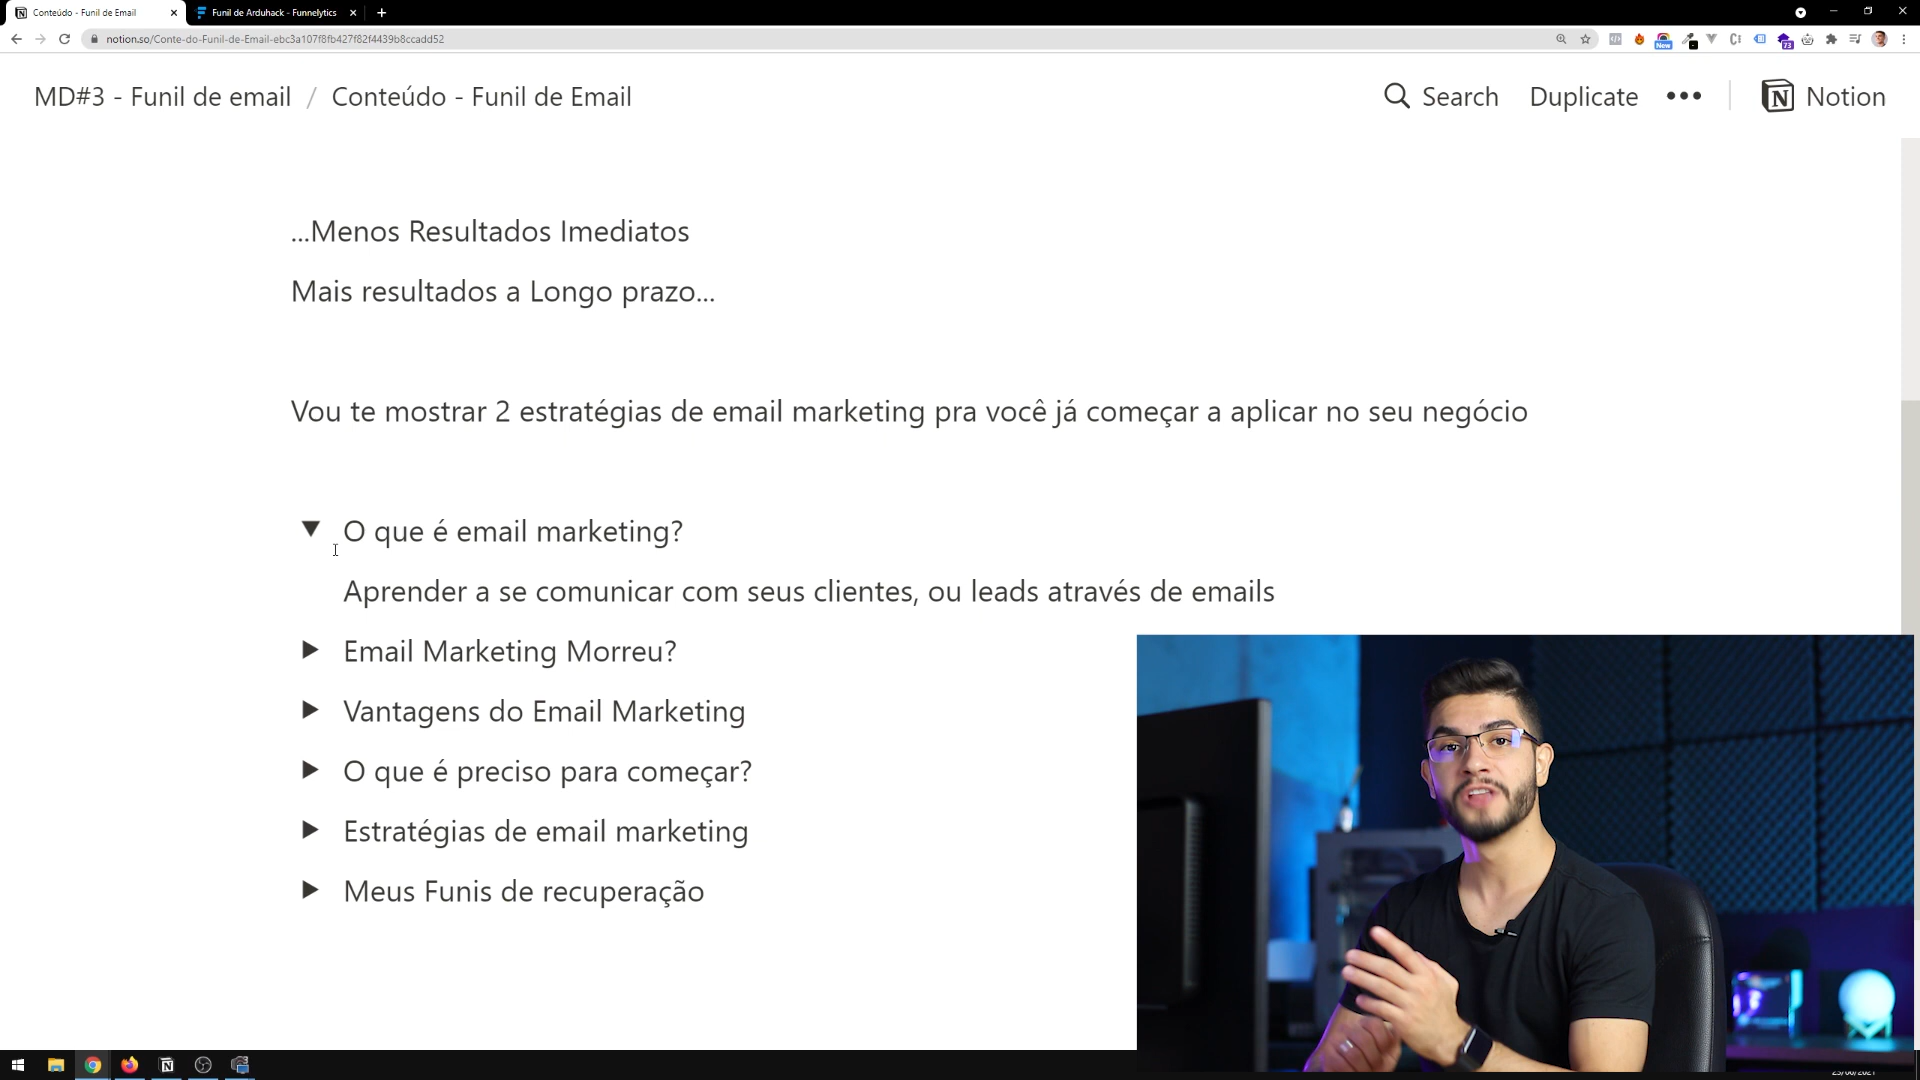 Conteúdo - Funil de Email
Funil de Arduhack - Funnelytics
notion.so/Conte-do-Funil-de-Email-ebc3a107f8fb427f82f4439b8ccadd52
New
73
MD#3 - Funil de email / Conteúdo - Funil de Email
Search
Duplicate
Notion
...Menos Resultados Imediatos
Mais resultados a Longo prazo...
Vou te mostrar 2 estratégias de email marketing pra você já começar a aplicar no seu negócio
O que é email marketing?
Aprender a se comunicar com seus clientes, ou leads através de emails
Email Marketing Morreu?
Vantagens do Email Marketing
O que é preciso para começar?
Estratégias de email marketing
Meus Funis de recuperação